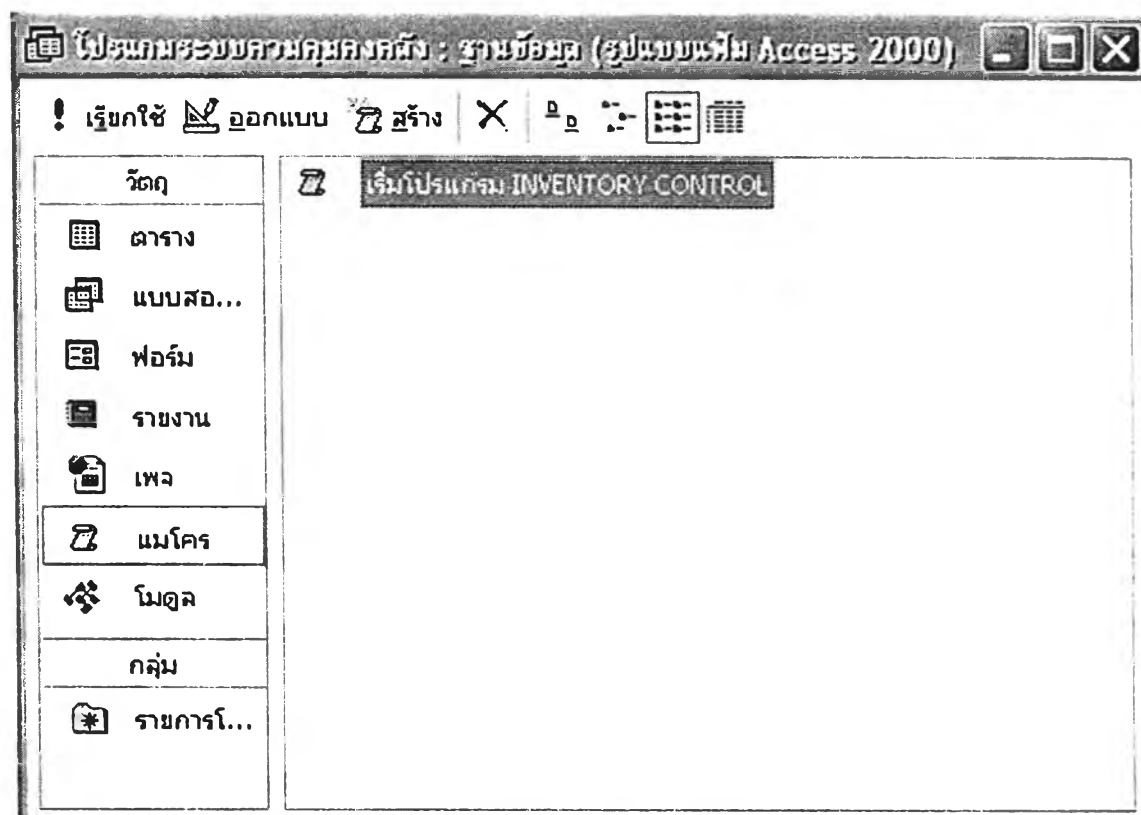 โปรแกมระบบความคุมคงคลัง : ฐานข้อมูล (รูปแบบแฟ้ม Access 2000)
เรียกใช้ ออกแบบ สร้าง
วัตถุ
ตาราง
แบบสอ...
ฟอร์ม
รายงาน
เพจ
แมโคร
โมดูล
กลุ่ม
รายการโ...
เริ่มโปรแกรม INVENTORY CONTROL